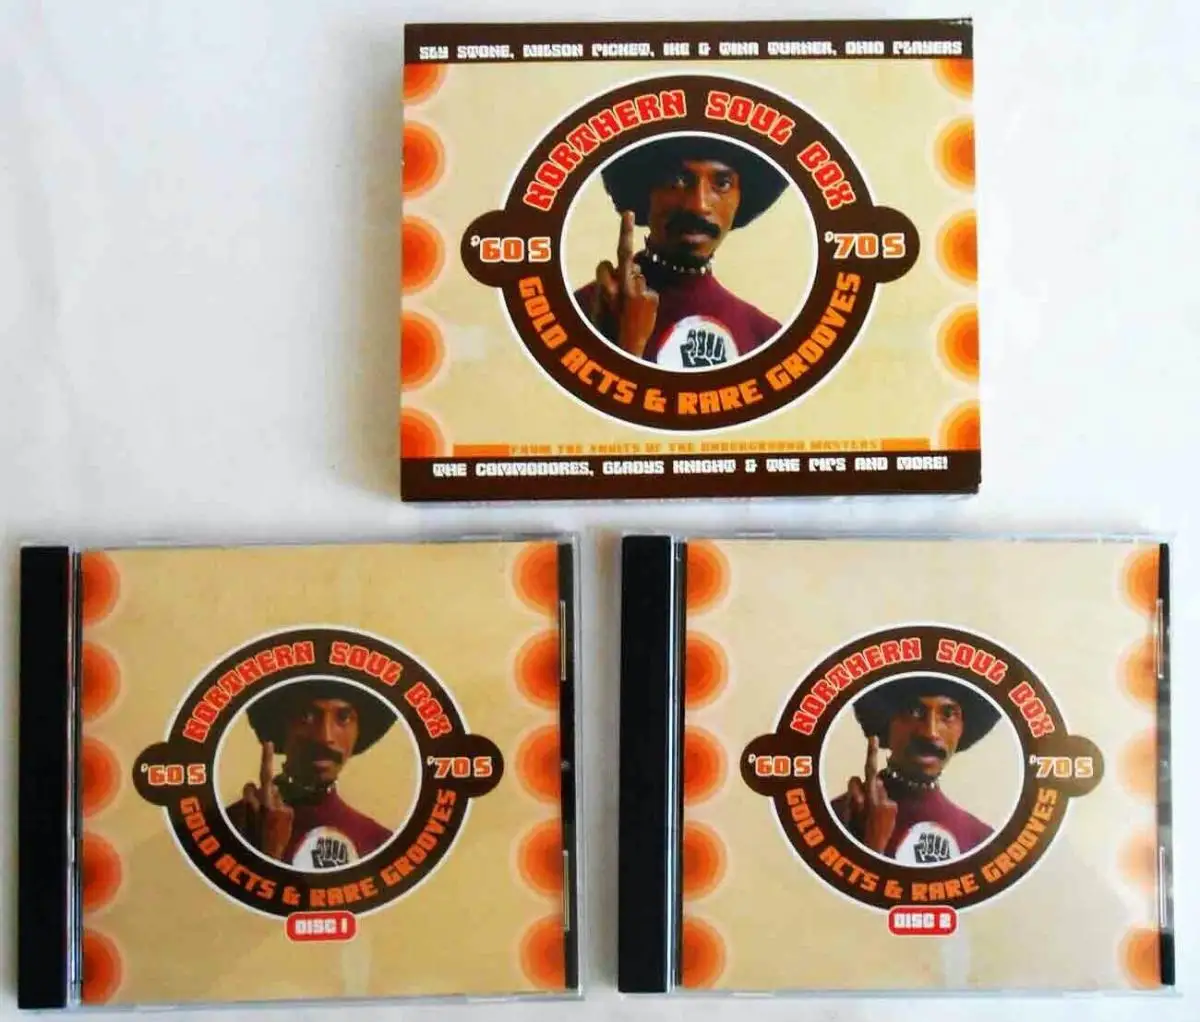 SLY STONE, WILSON PICKET, IKE & TINA TURNER, OHIO PLAYERS
NORTHERN SOUL BOX
'60S
'70S
GOLD ACTS & RARE GROOVES
FROM THE VAULTS OF THE UNDERGROUND MASTERS
THE COMMODORES, GLADYS KNIGHT & THE PIPS AND MORE!
NORTHERN SOUL BOX
'60S
'70S
GOLD ACTS & RARE GROOVES
DISC 1
NORTHERN SOUL BOX
'60S
'70S
GOLD ACTS & RARE GROOVES
DISC 2